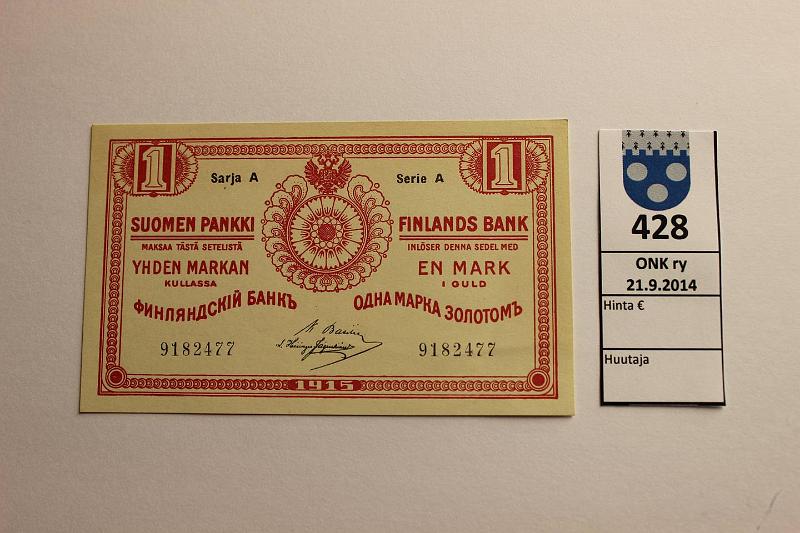 1
Sarja A
Serie A
1
SUOMEN PANKKI
FINLANDS BANK
MAKSAA TÄSTÄ SETELISTÄ
INLÖSER DENNA SEDEL MED
YHDEN MARKAN
EN MARK
KULLASSA
I GULD
ФИНЛЯНДСКІЙ БАНКЪ
ОДНА МАРКА ЗОЛОТОМЪ
9182477
9182477
1915
428
ONK ry
21.9.2014
Hinta €
Huutaja